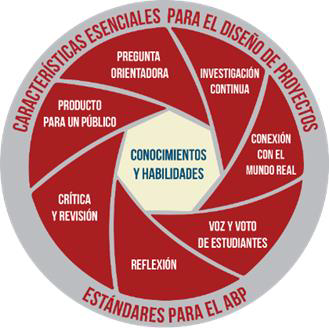 CARACTERÍSTICAS ESENCIALES PARA EL DISEÑO DE PROYECTOS
PREGUNTA
ORIENTADORA
INVESTIGACIÓN
CONTINUA
CONEXIÓN
CON EL
MUNDO REAL
VOZ Y VOTO
DE ESTUDIANTES
REFLEXIÓN
CRÍTICA
Y REVISIÓN
PRODUCTO
PARA UN PÚBLICO
CONOCIMIENTOS
Y HABILIDADES
ESTÁNDARES PARA EL ABP